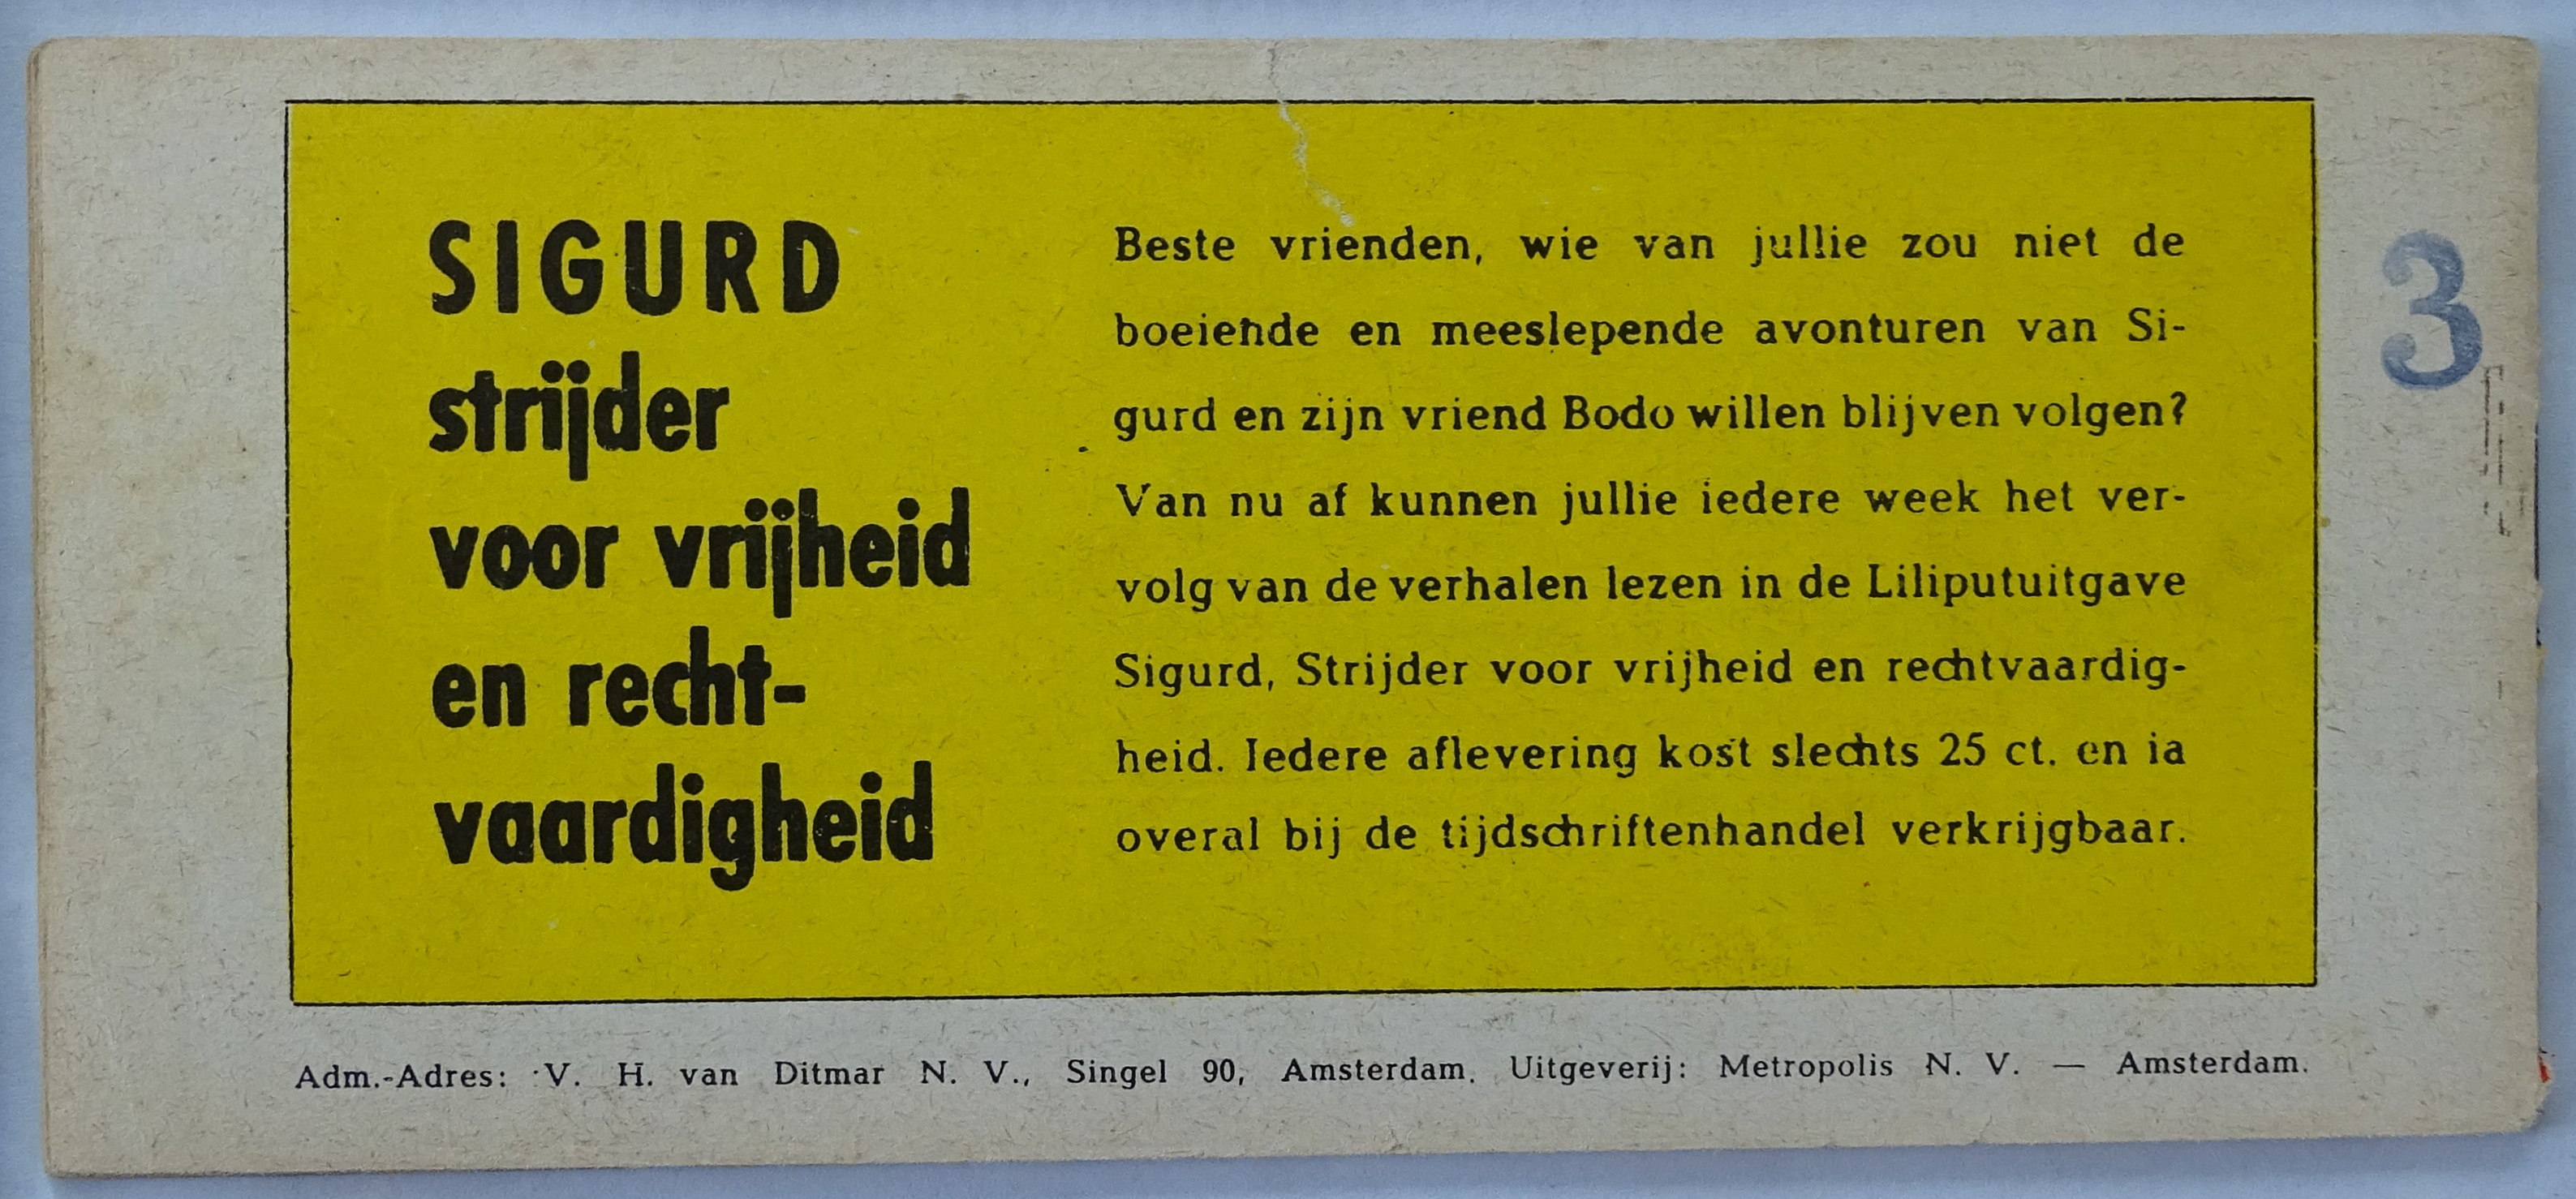 SIGURD
strijder
voor vrijheid
en recht-
vaardigheid
Beste vrienden, wie van jullie zou niet de
boeiende en meeslepende avonturen van Si-
gurd en zijn vriend Bodo willen blijven volgen?
Van nu af kunnen jullie iedere week het ver-
volg van de verhalen lezen in de Liliputuitgave
Sigurd, Strijder voor vrijheid en rechtvaardig-
heid. Iedere aflevering kost slechts 25 ct. en ia
overal bij de tijdschriftenhandel verkrijgbaar.
3
Adm.-Adres: V. H. van Ditmar N. V., Singel 90, Amsterdam. Uitgeverij: Metropolis N. V. — Amsterdam.